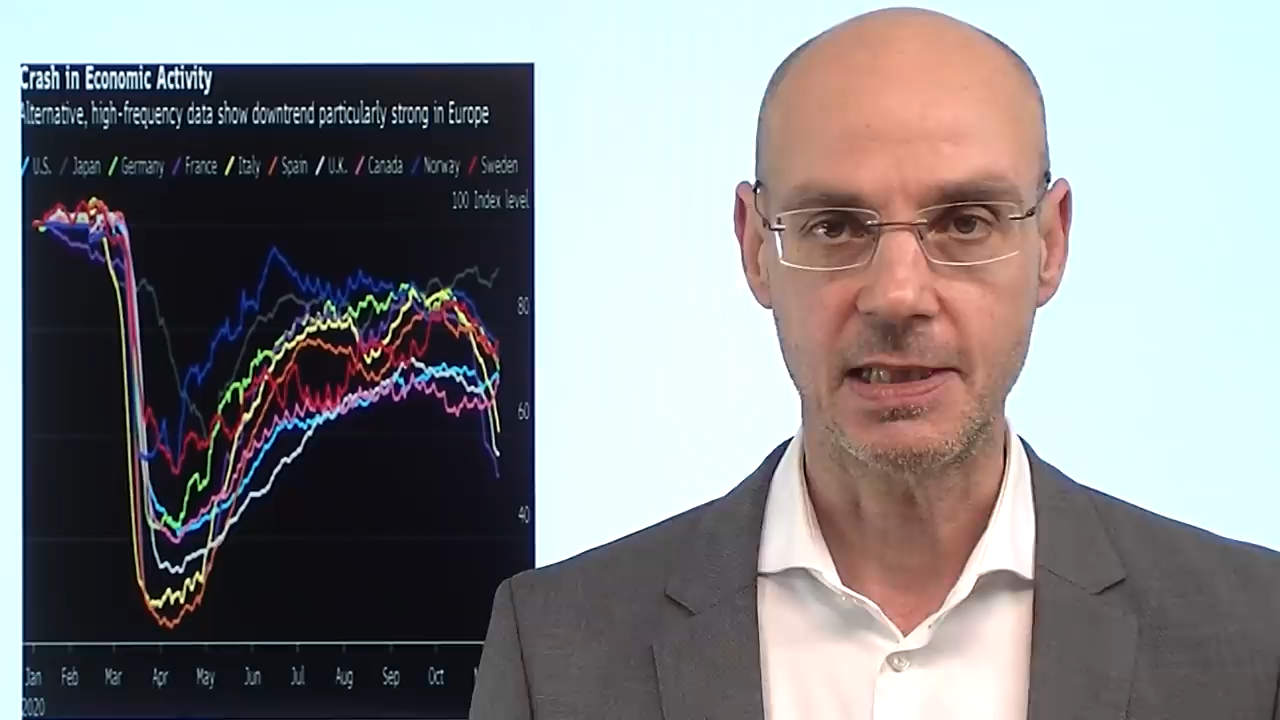 Crash in Economic Activity
Alternative, high-frequency data show downtrend particularly strong in Europe
U.S. Japan Germany France Italy Spain U.K. Canada Norway Sweden
100 Index level
80
60
40
Jan Feb Mar Apr May Jun Jul Aug Sep Oct
2020